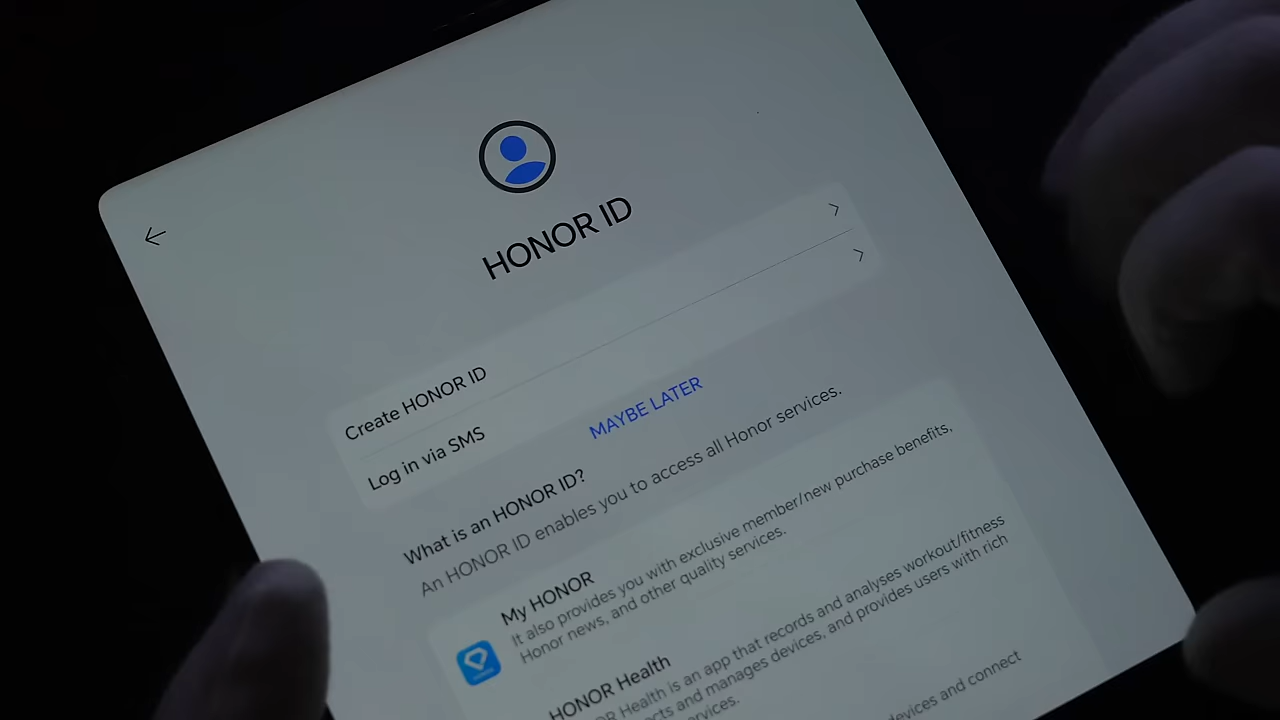 HONOR ID
Create HONOR ID
Log in via SMS
MAYBE LATER
What is an HONOR ID?
An HONOR ID enables you to access all Honor services.
My HONOR
It also provides you with exclusive member/new purchase benefits,
Honor news, and other quality services.
HONOR Health
Health is an app that records and analyses workout/fitness
and manages devices, and provides users with rich
devices and connect